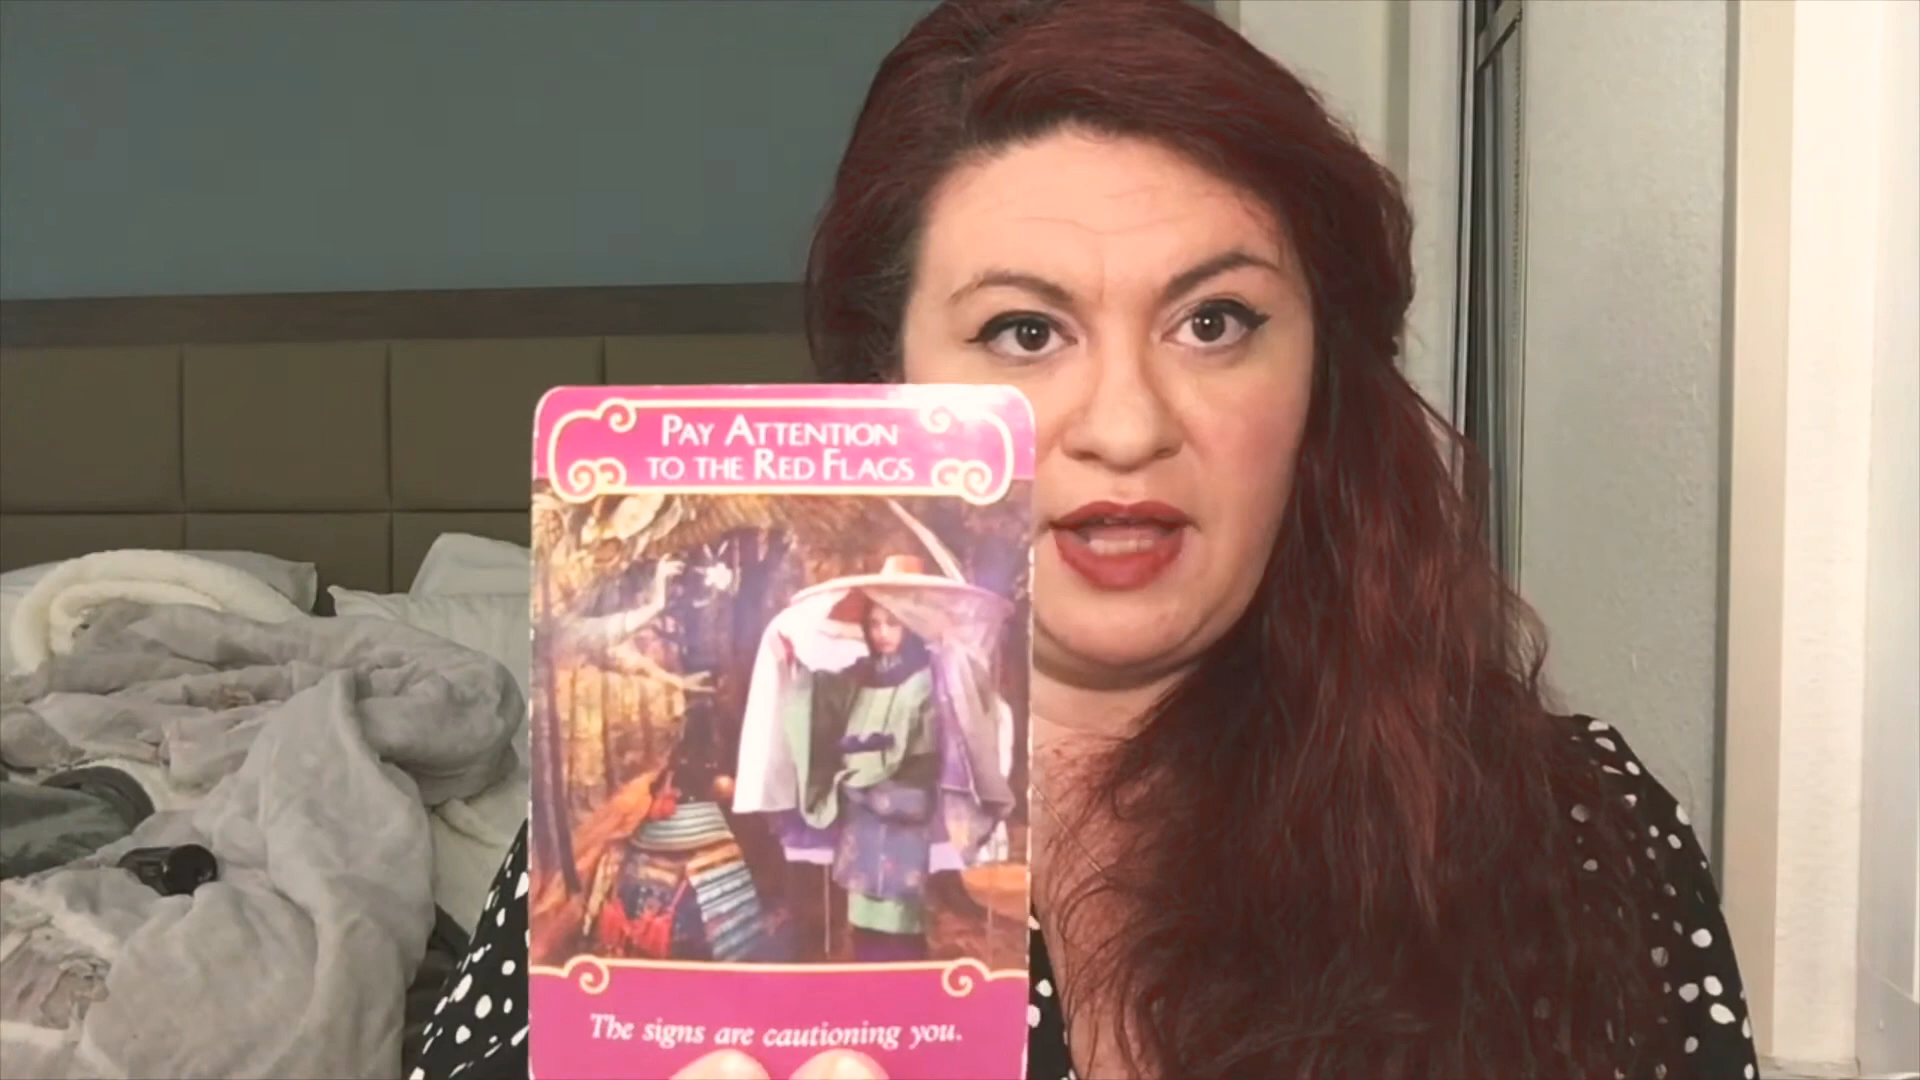 PAY ATTENTION
TO THE RED FLAGS
The signs are cautioning you.